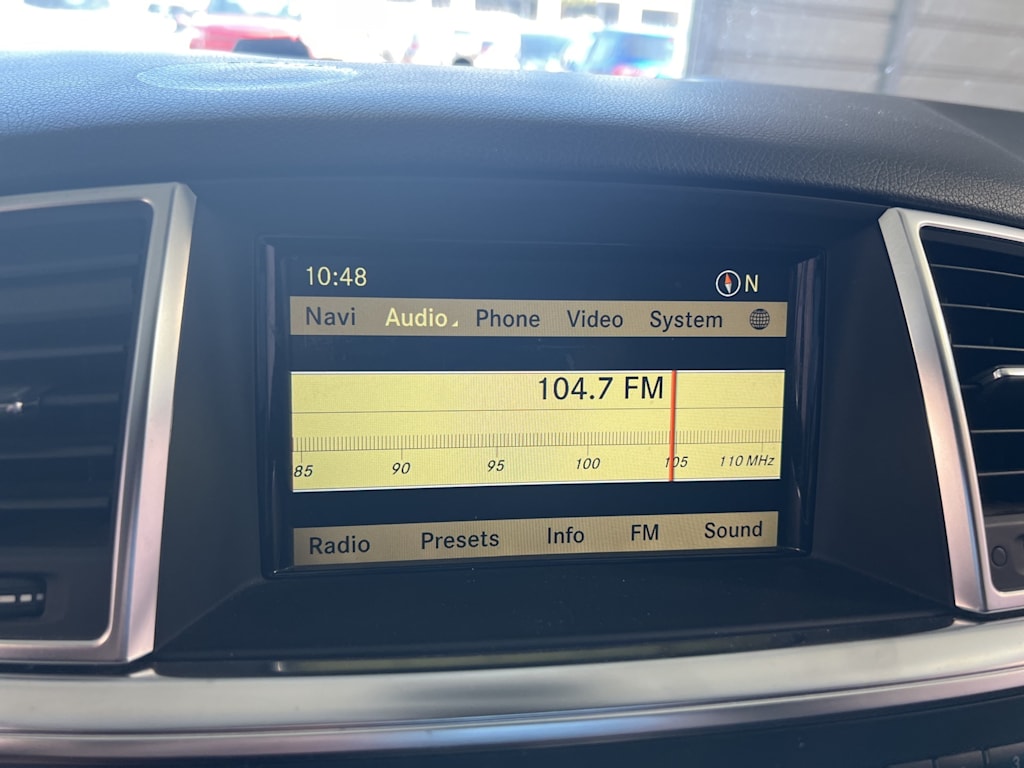 10:48 N
Navi Audio Phone Video System
104.7 FM
85 90 95 100 105 110 MHz
Radio Presets Info FM Sound